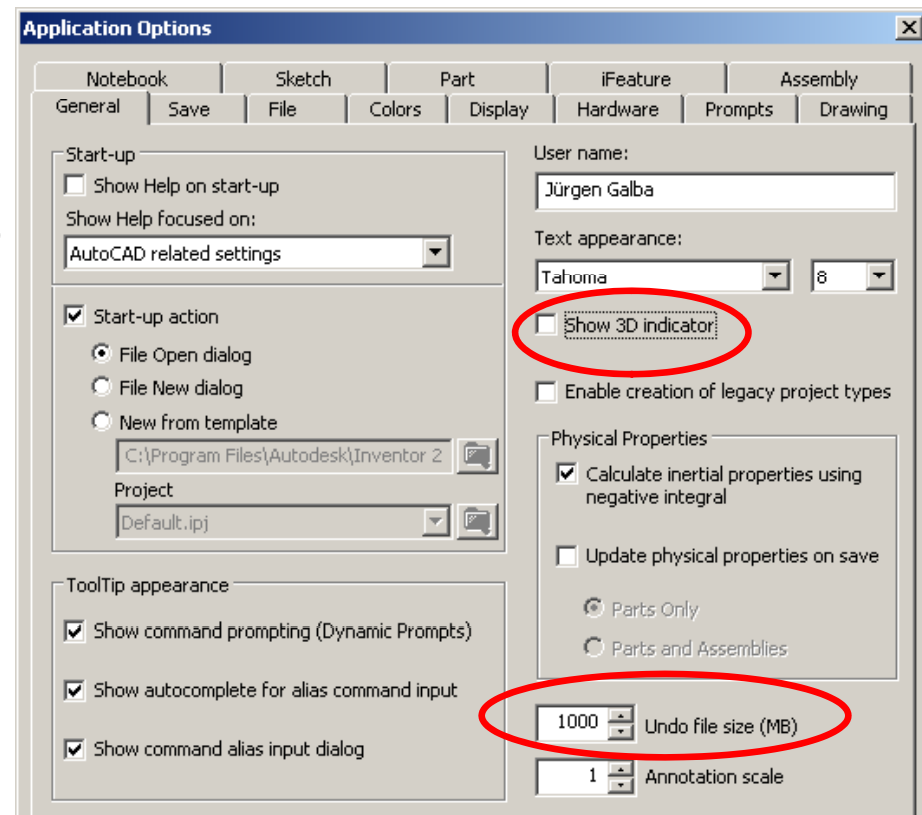 Application Options
Notebook Sketch Part iFeature Assembly
General Save File Colors Display Hardware Prompts Drawing
Start-up
Show Help on start-up
Show Help focused on:
AutoCAD related settings
Start-up action
File Open dialog
File New dialog
New from template
C:\Program Files\Autodesk\Inventor 2
Project
Default.ipj
ToolTip appearance
Show command prompting (Dynamic Prompts)
Show autocomplete for alias command input
Show command alias input dialog
User name:
Jürgen Galba
Text appearance:
Tahoma 8
Show 3D indicator
Enable creation of legacy project types
Physical Properties
Calculate inertial properties using
negative integral
Update physical properties on save
Parts Only
Parts and Assemblies
1000 Undo file size (MB)
1 Annotation scale